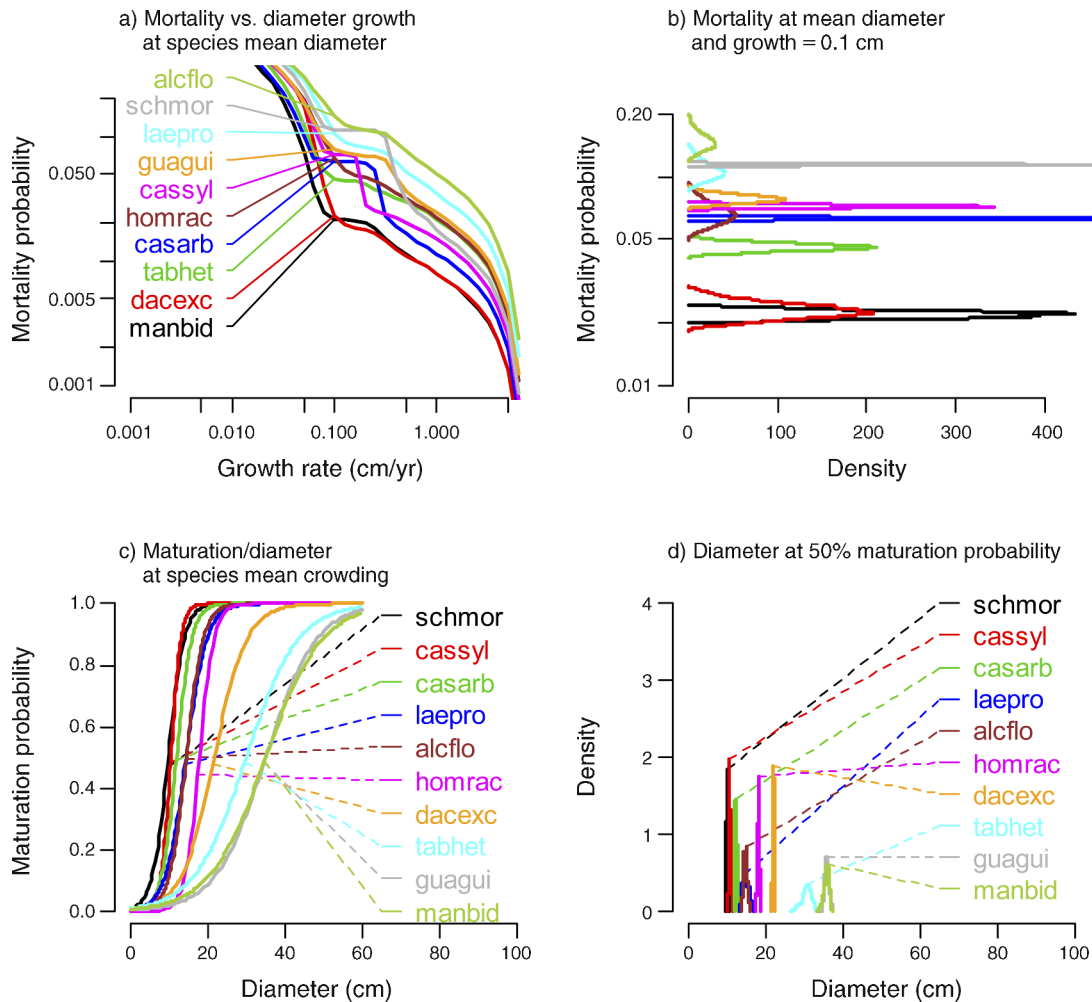 a) Mortality vs. diameter growth
at species mean diameter
alcflo
schmor
laepro
guagui
cassyl
homrac
casarb
tabhet
dacexc
manbid
Mortality probability
0.050
0.005
0.001
0.001
0.010
0.100
1.000
Growth rate (cm/yr)
b) Mortality at mean diameter
and growth = 0.1 cm
Mortality probability
0.20
0.05
0.01
0
100
200
300
400
Density
c) Maturation/diameter
at species mean crowding
Maturation probability
1.0
0.8
0.6
0.4
0.2
0.0
schmor
cassyl
casarb
laepro
alcflo
homrac
dacexc
tabhet
guagui
manbid
0
20
40
60
80
100
Diameter (cm)
d) Diameter at 50% maturation probability
Density
4
3
2
1
0
schmor
cassyl
casarb
laepro
alcflo
homrac
dacexc
tabhet
guagui
manbid
0
20
40
60
80
100
Diameter (cm)